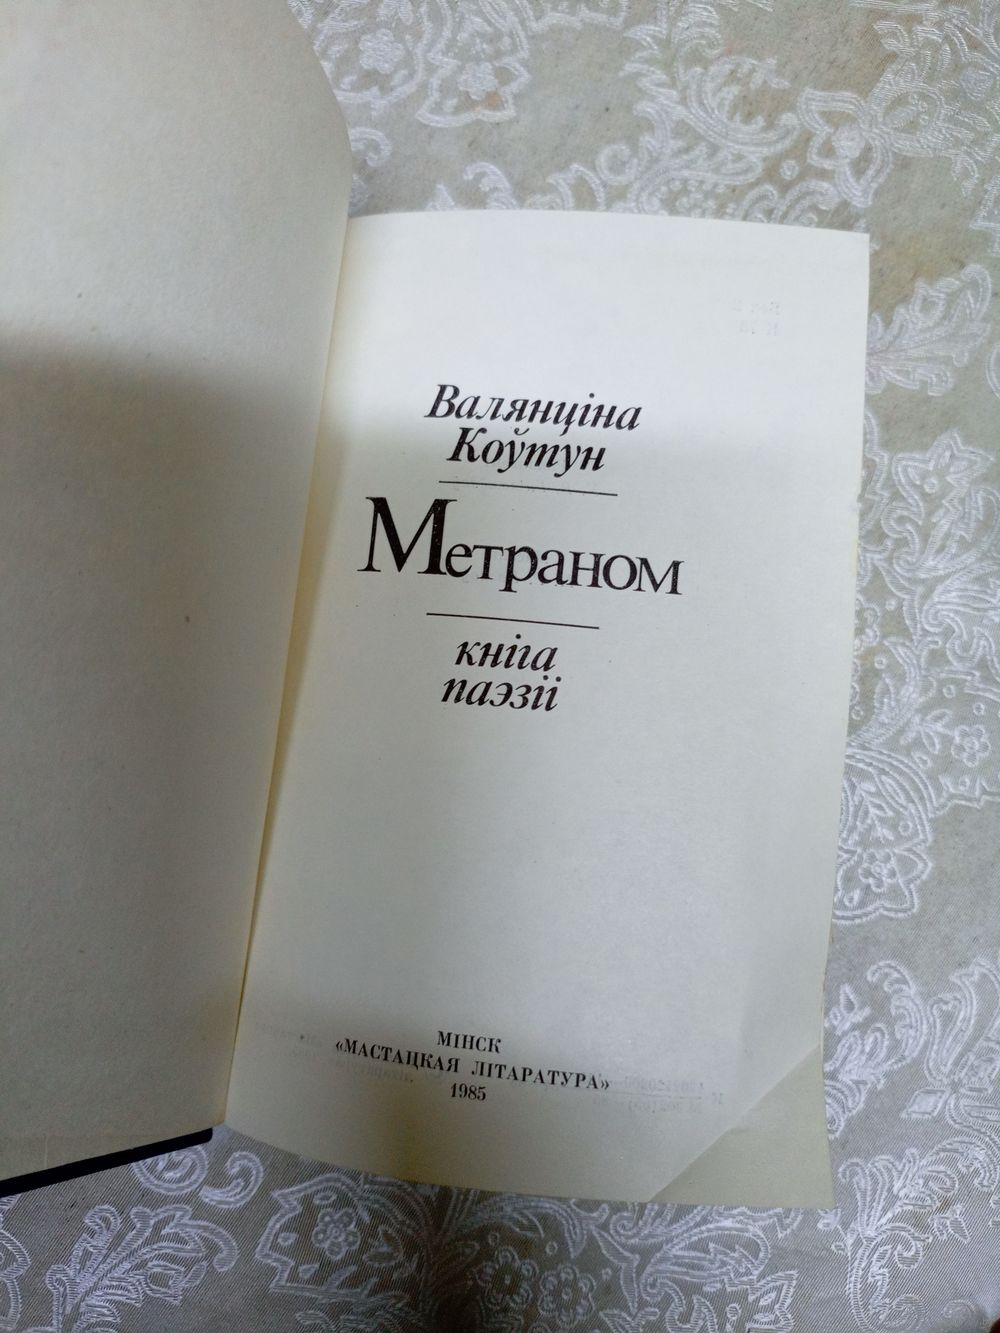 Валянціна
Коўтун
Метраном
кніга
паэзіі
МІНСК
«МАСТАЦКАЯ ЛІТАРАТУРА»
1985